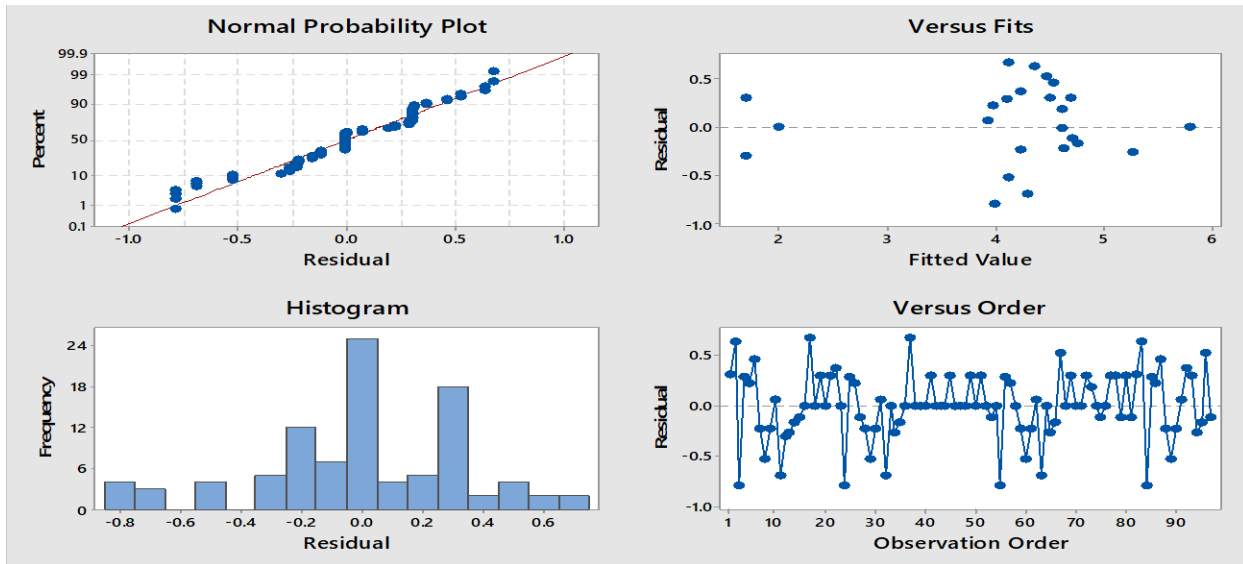 Normal Probability Plot
99.9
99
90
50
10
1
0.1
Percent
-1.0 -0.5 0.0 0.5 1.0
Residual
Versus Fits
0.5
0.0
-0.5
-1.0
Residual
2 3 4 5 6
Fitted Value
Histogram
24
18
12
6
0
Frequency
-0.8 -0.6 -0.4 -0.2 0.0 0.2 0.4 0.6
Residual
Versus Order
0.5
0.0
-0.5
-1.0
Residual
1 10 20 30 40 50 60 70 80 90
Observation Order